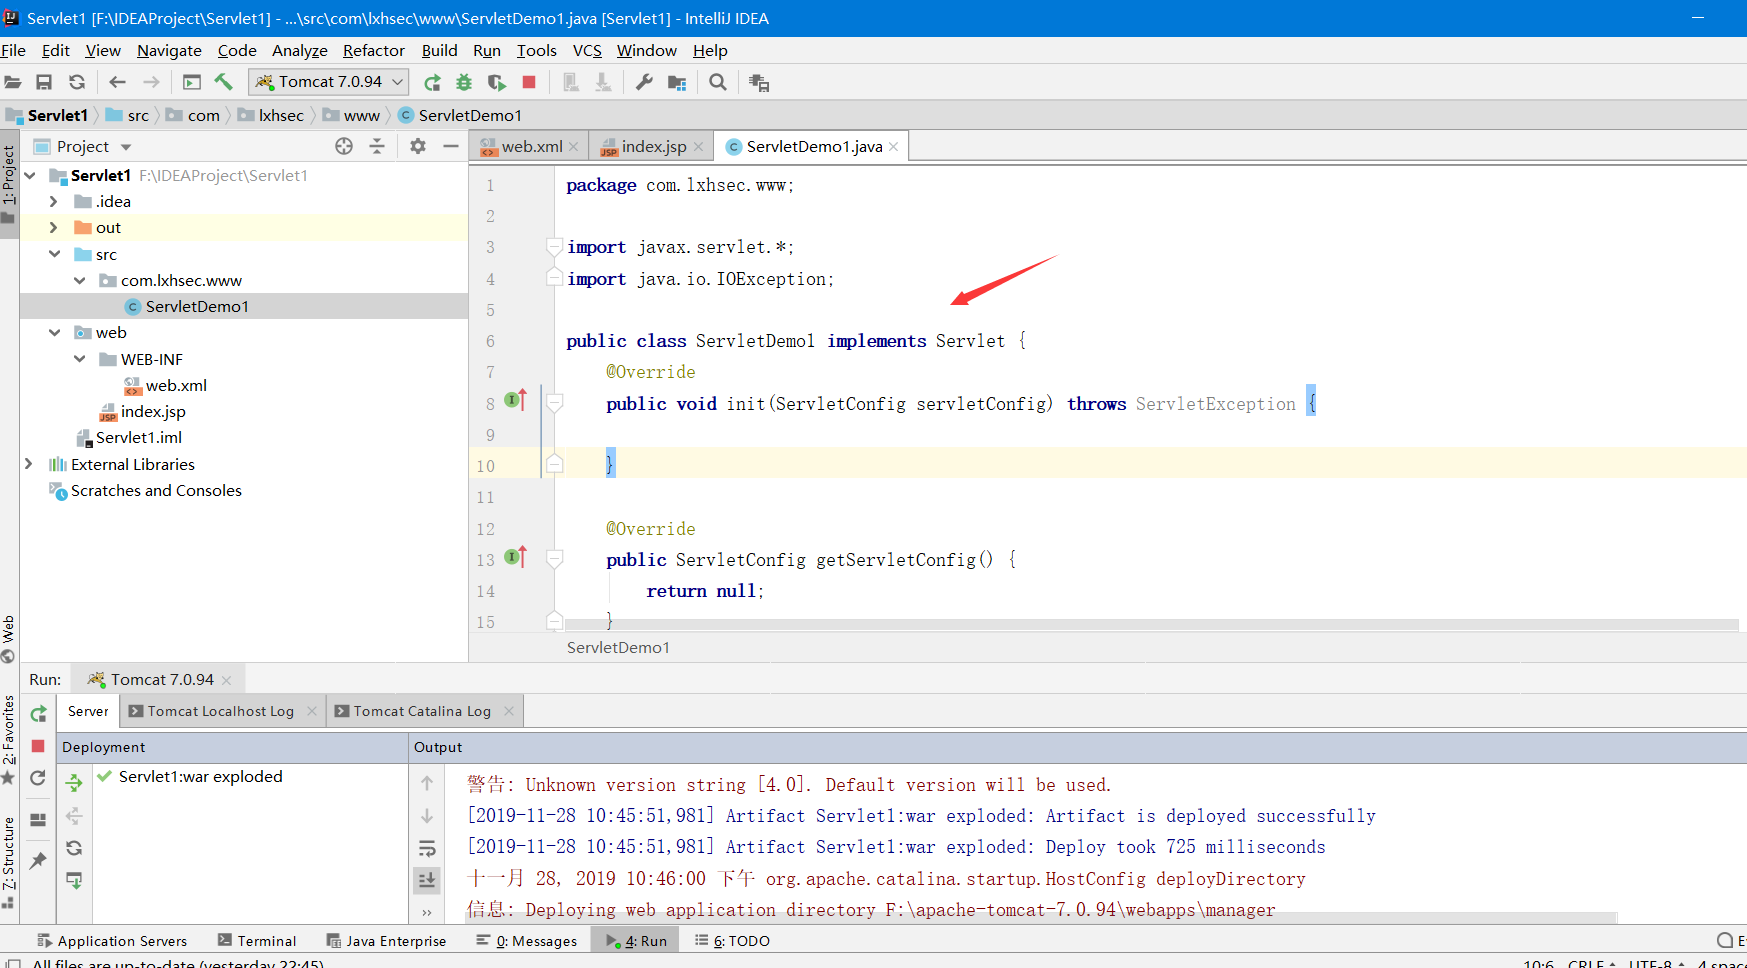 Servlet1 [F:\IDEAProject\Servlet1] - ...\src\com\lxhsec\www\ServletDemo1.java [Servlet1] - IntelliJ IDEA
File Edit View Navigate Code Analyze Refactor Build Run Tools VCS Window Help
Tomcat 7.0.94
Servlet1 src com lxhsec www ServletDemo1
1: Project
Web
2: Favorites
7: Structure
Project
Servlet1 F:\IDEAProject\Servlet1
.idea
out
src
com.lxhsec.www
ServletDemo1
web
WEB-INF
web.xml
index.jsp
Servlet1.iml
External Libraries
Scratches and Consoles
web.xml index.jsp ServletDemo1.java
1 package com.lxhsec.www;
2
3 import javax.servlet.*;
4 import java.io.IOException;
5
6 public class ServletDemo1 implements Servlet {
7 @Override
8 public void init(ServletConfig servletConfig) throws ServletException {
9
10 }
11
12 @Override
13 public ServletConfig getServletConfig() {
14 return null;
15 }
ServletDemo1
Run: Tomcat 7.0.94
Server Tomcat Localhost Log Tomcat Catalina Log
Deployment
Servlet1:war exploded
Output
警告: Unknown version string [4.0]. Default version will be used.
[2019-11-28 10:45:51,981] Artifact Servlet1:war exploded: Artifact is deployed successfully
[2019-11-28 10:45:51,981] Artifact Servlet1:war exploded: Deploy took 725 milliseconds
十一月 28, 2019 10:46:00 下午 org.apache.catalina.startup.HostConfig deployDirectory
信息: Deploying web application directory F:\apache-tomcat-7.0.94\webapps\manager
Application Servers Terminal Java Enterprise 0: Messages 4: Run 6: TODO
All files are up-to-date (yesterday 22:45) 10:6 CRLF UTF-8 4 spac